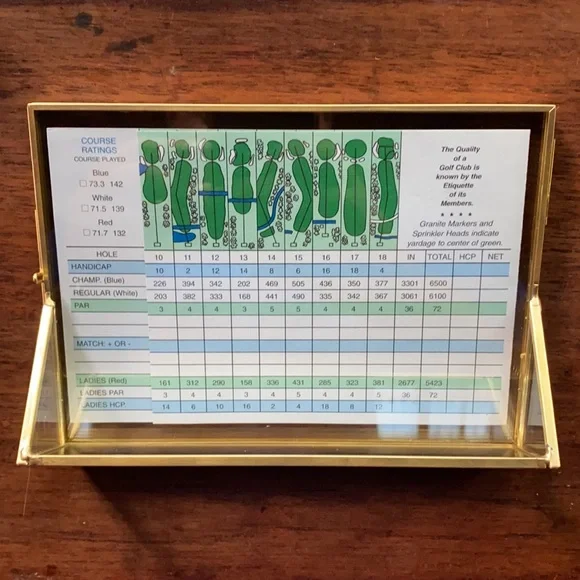 COURSE
RATINGS
COURSE PLAYED
Blue
73.3 142
White
71.5 139
Red
71.7 132
The Quality
of a
Golf Club is
known by the
Etiquette
of its
Members.
* * * *
Granite Markers and
Sprinkler Heads indicate
yardage to center of green.
HOLE 10 11 12 13 14 15 16 17 18 IN TOTAL HCP NET
HANDICAP 10 2 12 14 8 6 16 18 4
CHAMP. (Blue) 226 394 342 202 469 505 436 350 377 3301 6500
REGULAR (White) 203 382 333 168 441 490 335 342 367 3061 6100
PAR 3 4 4 3 5 5 4 4 4 36 72
MATCH: + OR -
LADIES (Red) 161 312 290 158 336 431 285 323 381 2677 5423
LADIES PAR 3 4 4 3 4 5 4 4 5 36 72
LADIES HCP. 14 6 10 16 2 4 18 8 12